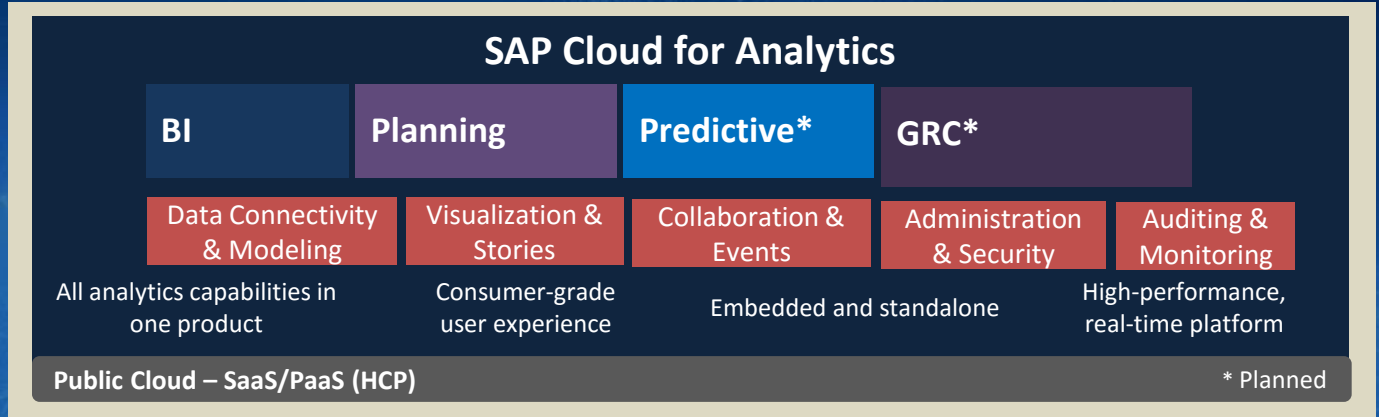 SAP Cloud for Analytics
BI
Planning
Predictive*
GRC*
Data Connectivity
& Modeling
Visualization &
Stories
Collaboration &
Events
Administration
& Security
Auditing &
Monitoring
All analytics capabilities in
one product
Consumer-grade
user experience
Embedded and standalone
High-performance,
real-time platform
Public Cloud – SaaS/PaaS (HCP)
* Planned